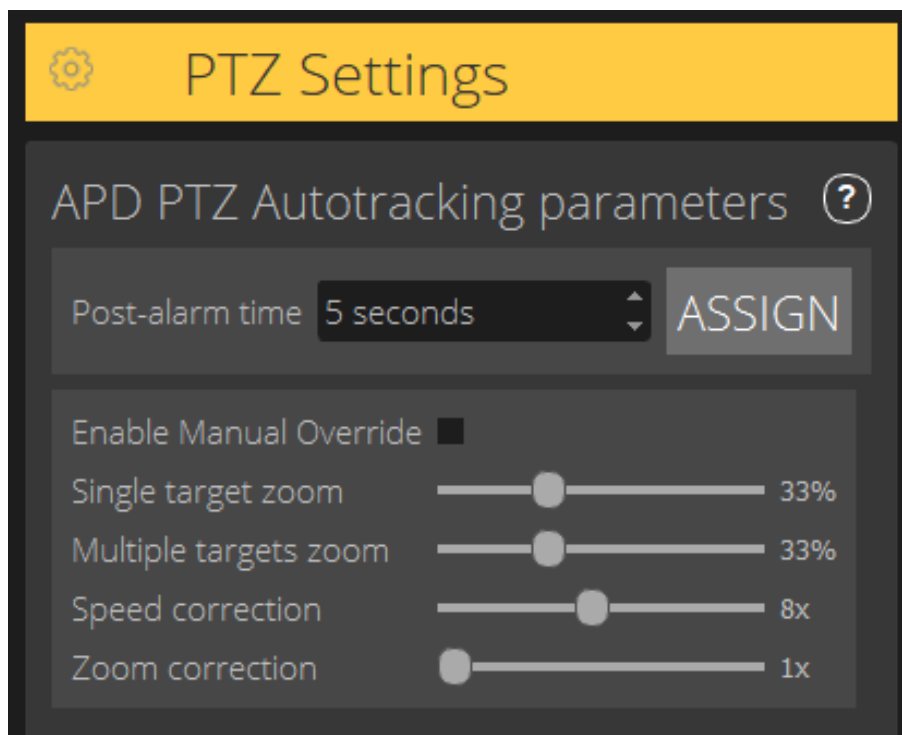 PTZ Settings
APD PTZ Autotracking parameters ?
Post-alarm time 5 seconds ASSIGN
Enable Manual Override
Single target zoom 33%
Multiple targets zoom 33%
Speed correction 8x
Zoom correction 1x